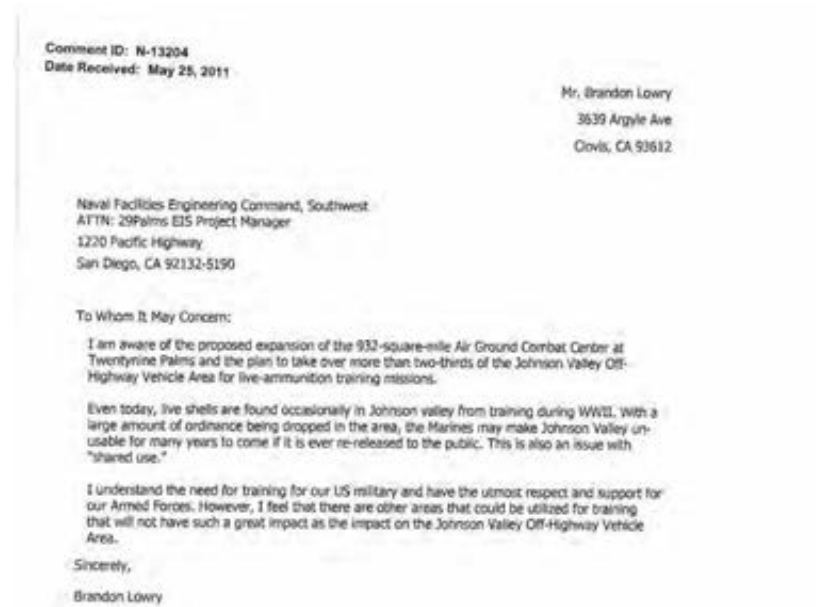 Comment ID: N-13204
Date Received: May 25, 2011
Mr. Brandon Lowry
3639 Argyle Ave
Clovis, CA 93612
Naval Facilities Engineering Command, Southwest
ATTN: 29Palms EIS Project Manager
1220 Pacific Highway
San Diego, CA 92132-5190
To Whom It May Concern:
I am aware of the proposed expansion of the 932-square-mile Air Ground Combat Center at
Twentynine Palms and the plan to take over more than two-thirds of the Johnson Valley Off-
Highway Vehicle Area for live-ammunition training missions.
Even today, live shells are found occasionally in Johnson valley from training during WWII. With a
large amount of ordinance being dropped in the area, the Marines may make Johnson Valley un-
usable for many years to come if it is ever re-released to the public. This is also an issue with
"shared use."
I understand the need for training for our US military and have the utmost respect and support for
our Armed Forces. However, I feel that there are other areas that could be utilized for training
that will not have such a great impact as the impact on the Johnson Valley Off-Highway Vehicle
Area.
Sincerely,
Brandon Lowry